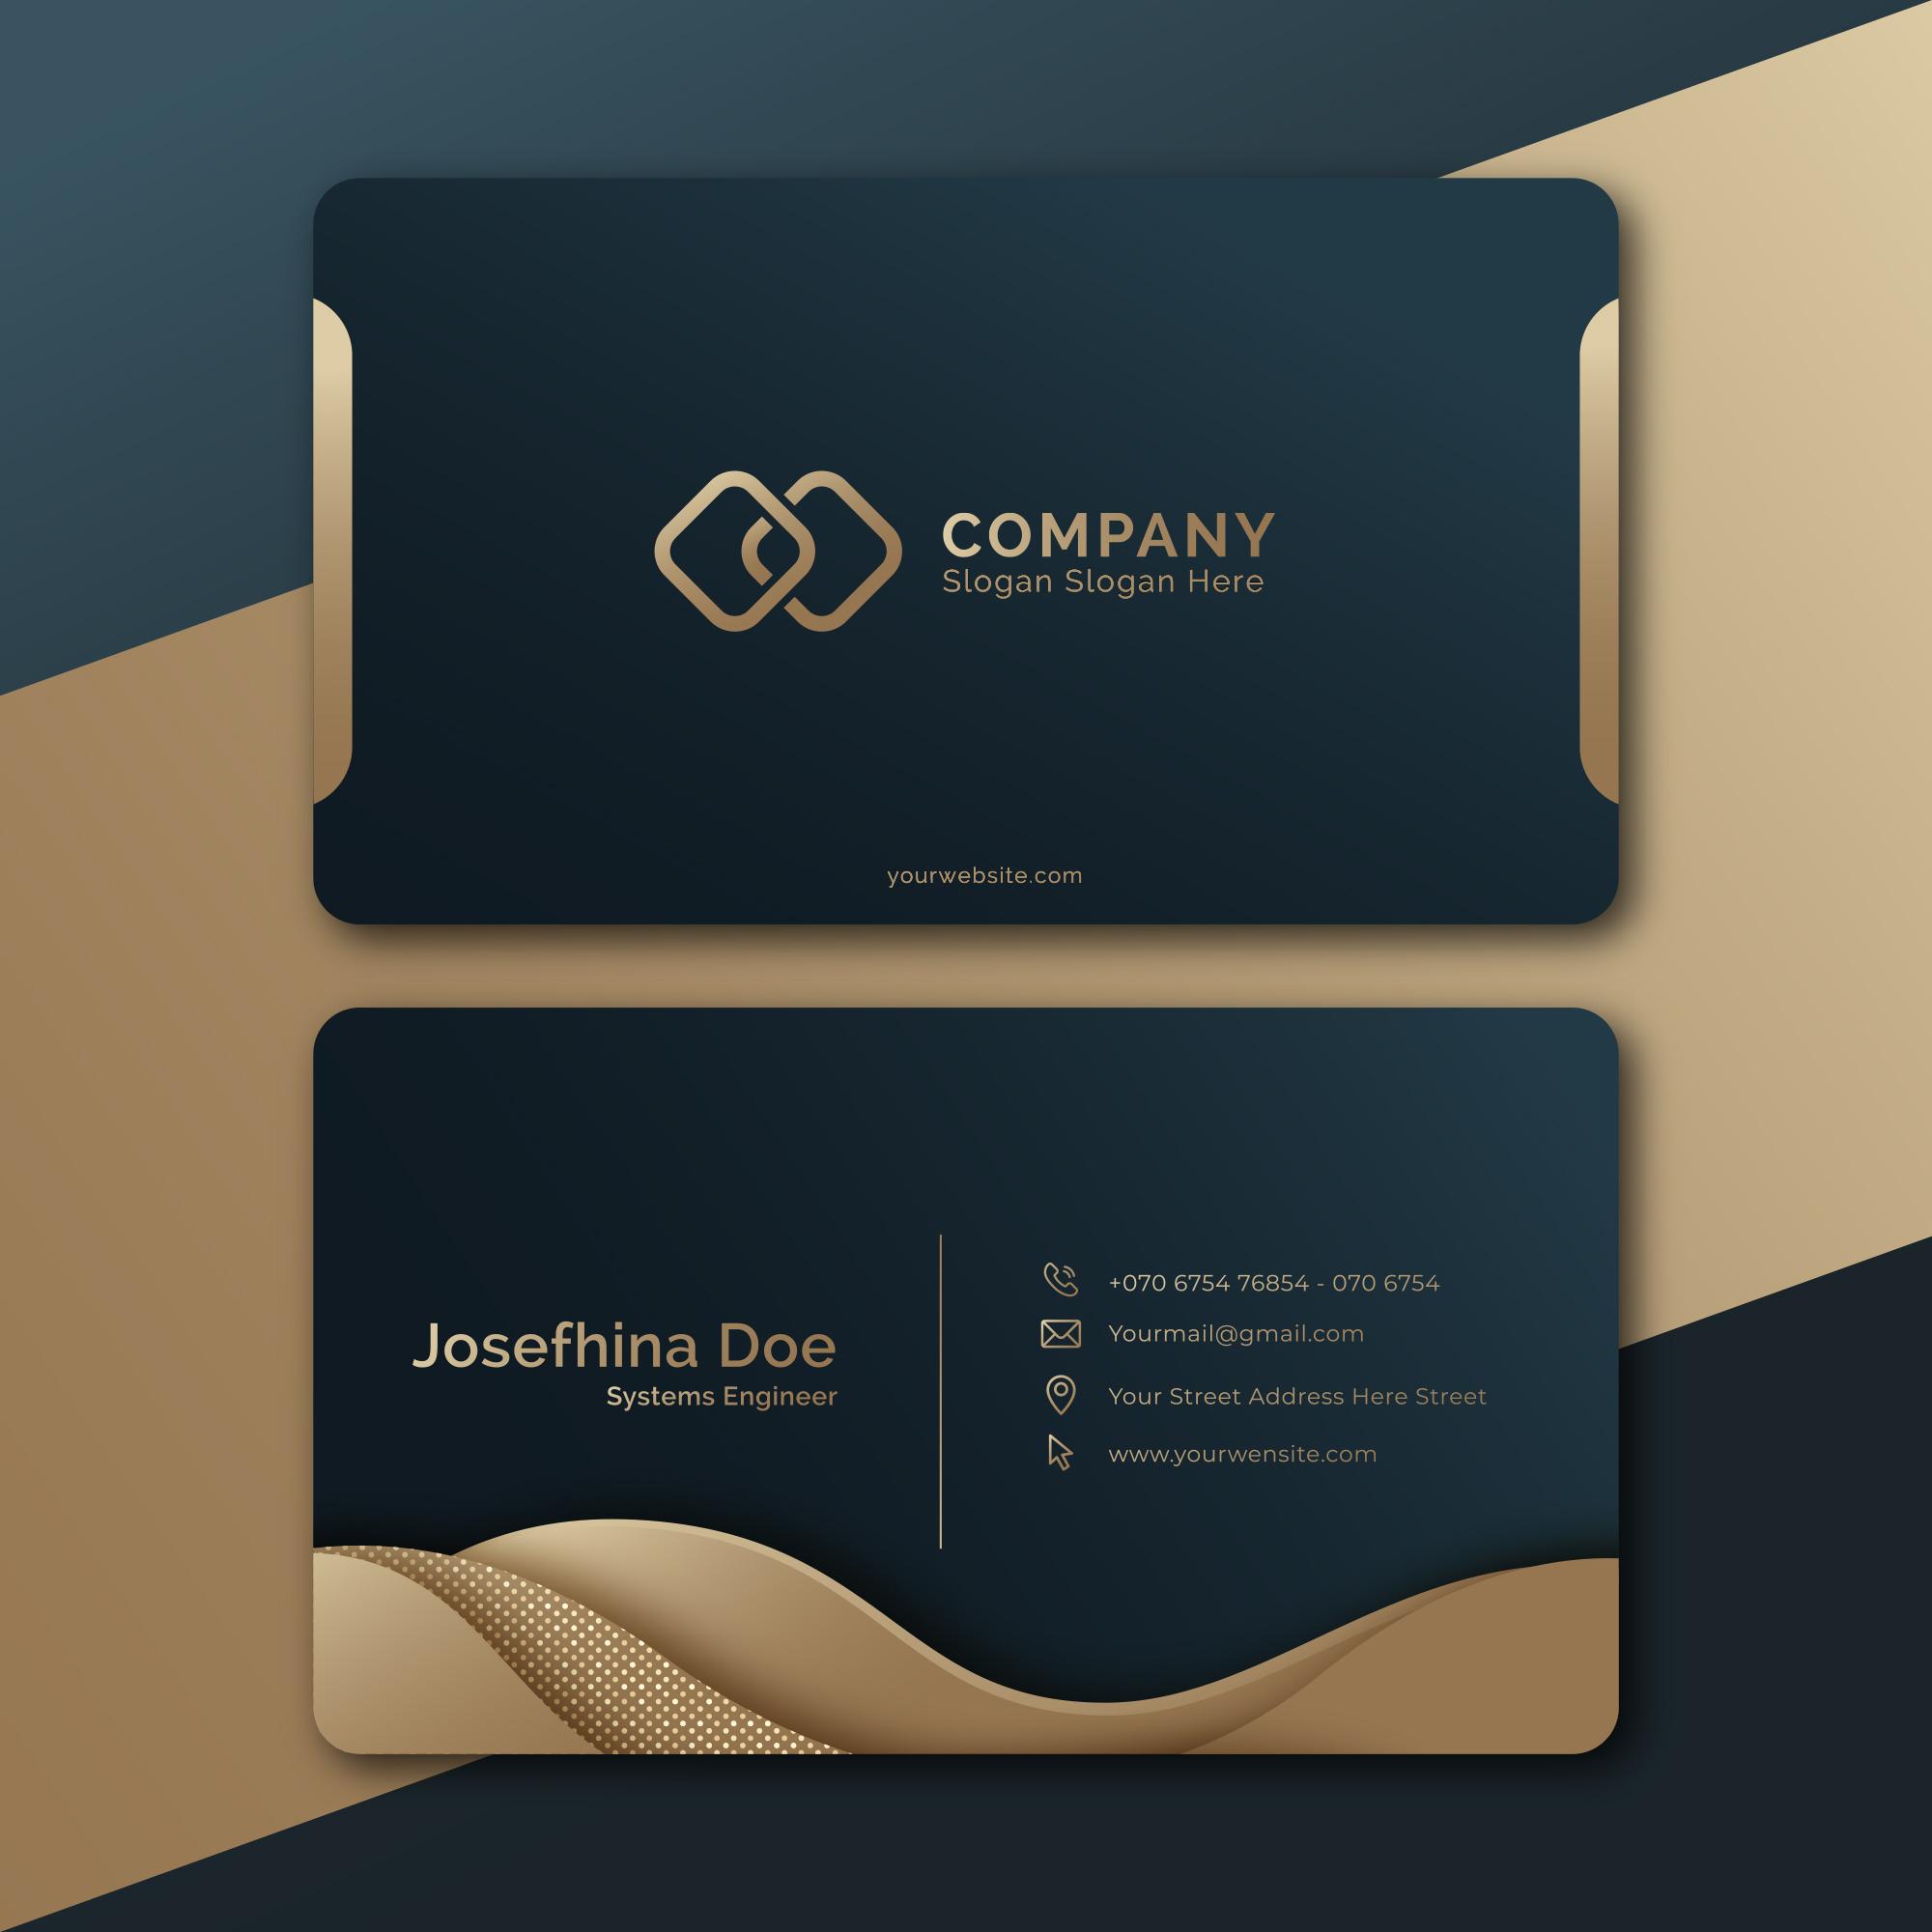 COMPANY
Slogan Slogan Here
yourwebsite.com
Josefhina Doe
Systems Engineer
+070 6754 76854 - 070 6754
Yourmail@gmail.com
Your Street Address Here Street
www.yourwensite.com